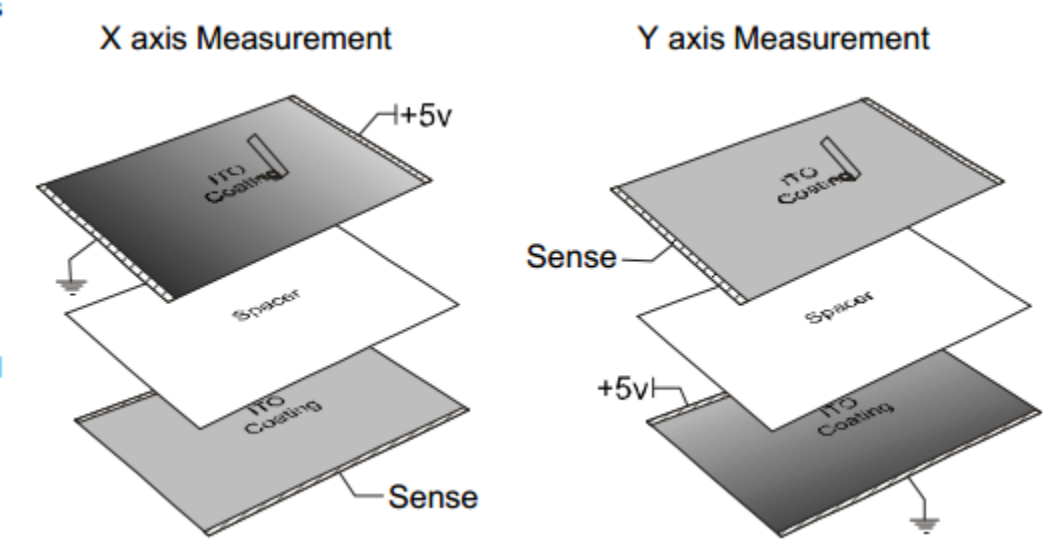 X axis Measurement
Y axis Measurement
+5v
ITO
Coating
Spacer
ITO
Coating
Sense
ITO
Coating
Sense
Spacer
+5v
ITO
Coating